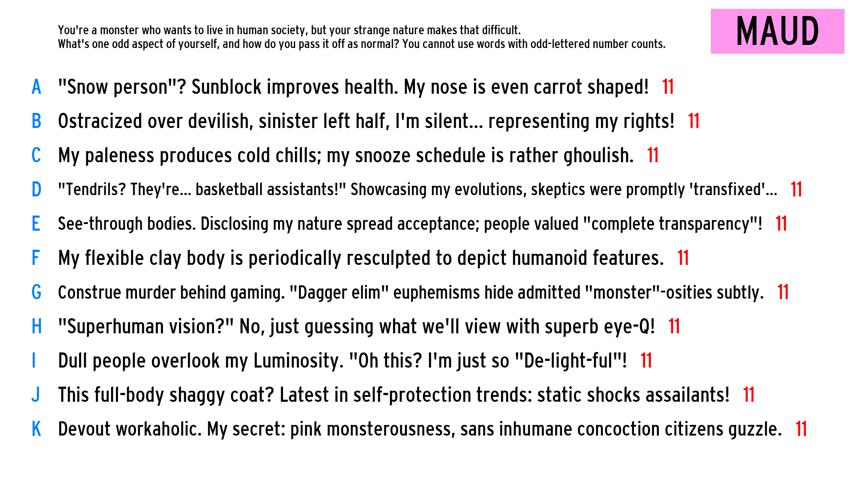 You're a monster who wants to live in human society, but your strange nature makes that difficult.
What's one odd aspect of yourself, and how do you pass it off as normal? You cannot use words with odd-lettered number counts.
MAUD
A "Snow person"? Sunblock improves health. My nose is even carrot shaped! 11
B Ostracized over devilish, sinister left half, I'm silent... representing my rights! 11
C My paleness produces cold chills; my snooze schedule is rather ghoulish. 11
D "Tendrils? They're... basketball assistants!" Showcasing my evolutions, skeptics were promptly 'transfixed'... 11
E See-through bodies. Disclosing my nature spread acceptance; people valued "complete transparency"! 11
F My flexible clay body is periodically resculpted to depict humanoid features. 11
G Construe murder behind gaming. "Dagger elim" euphemisms hide admitted "monster"-osities subtly. 11
H "Superhuman vision?" No, just guessing what we'll view with superb eye-Q! 11
I Dull people overlook my Luminosity. "Oh this? I'm just so "De-light-ful"! 11
J This full-body shaggy coat? Latest in self-protection trends: static shocks assailants! 11
K Devout workaholic. My secret: pink monsterousness, sans inhumane concoction citizens guzzle. 11